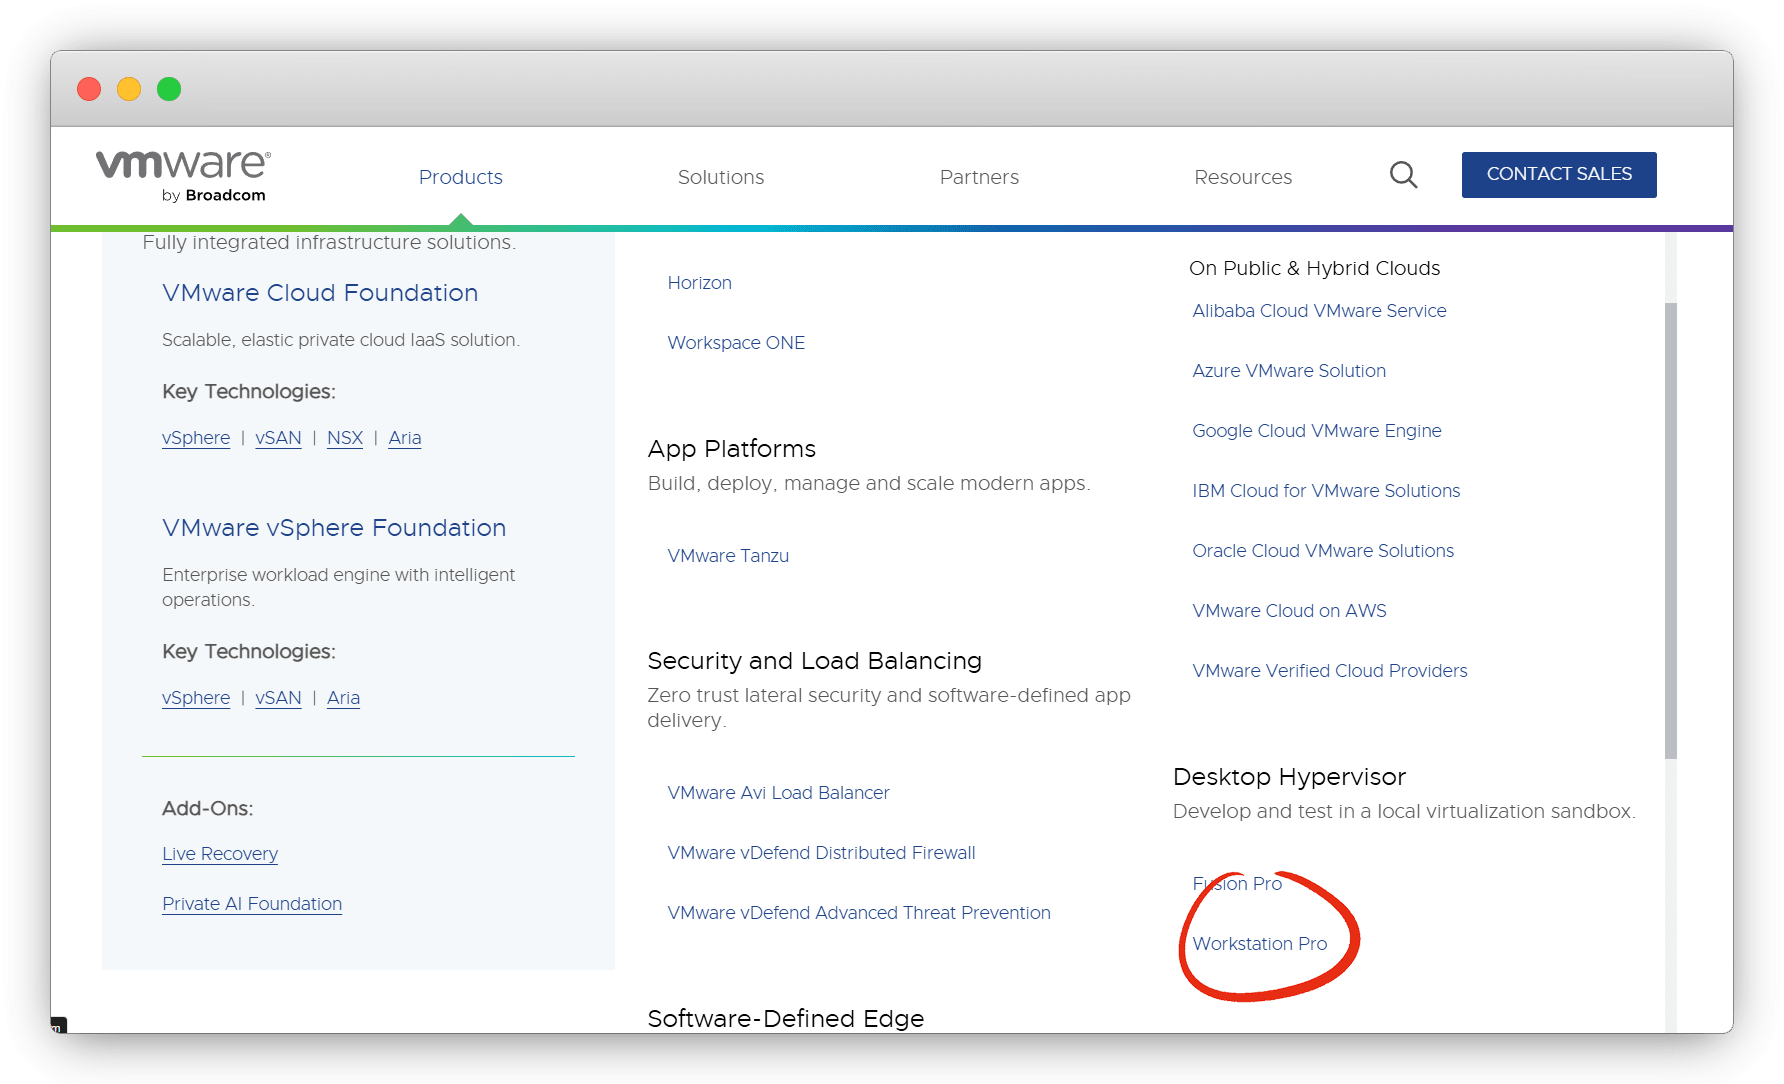 vmware®
by Broadcom
Products
Solutions
Partners
Resources
CONTACT SALES
Fully integrated infrastructure solutions.
VMware Cloud Foundation
Scalable, elastic private cloud IaaS solution.
Key Technologies:
vSphere | vSAN | NSX | Aria
VMware vSphere Foundation
Enterprise workload engine with intelligent
operations.
Key Technologies:
vSphere | vSAN | Aria
Add-Ons:
Live Recovery
Private AI Foundation
Horizon
Workspace ONE
App Platforms
Build, deploy, manage and scale modern apps.
VMware Tanzu
Security and Load Balancing
Zero trust lateral security and software-defined app
delivery.
VMware Avi Load Balancer
VMware vDefend Distributed Firewall
VMware vDefend Advanced Threat Prevention
Software-Defined Edge
On Public & Hybrid Clouds
Alibaba Cloud VMware Service
Azure VMware Solution
Google Cloud VMware Engine
IBM Cloud for VMware Solutions
Oracle Cloud VMware Solutions
VMware Cloud on AWS
VMware Verified Cloud Providers
Desktop Hypervisor
Develop and test in a local virtualization sandbox.
Fusion Pro
Workstation Pro